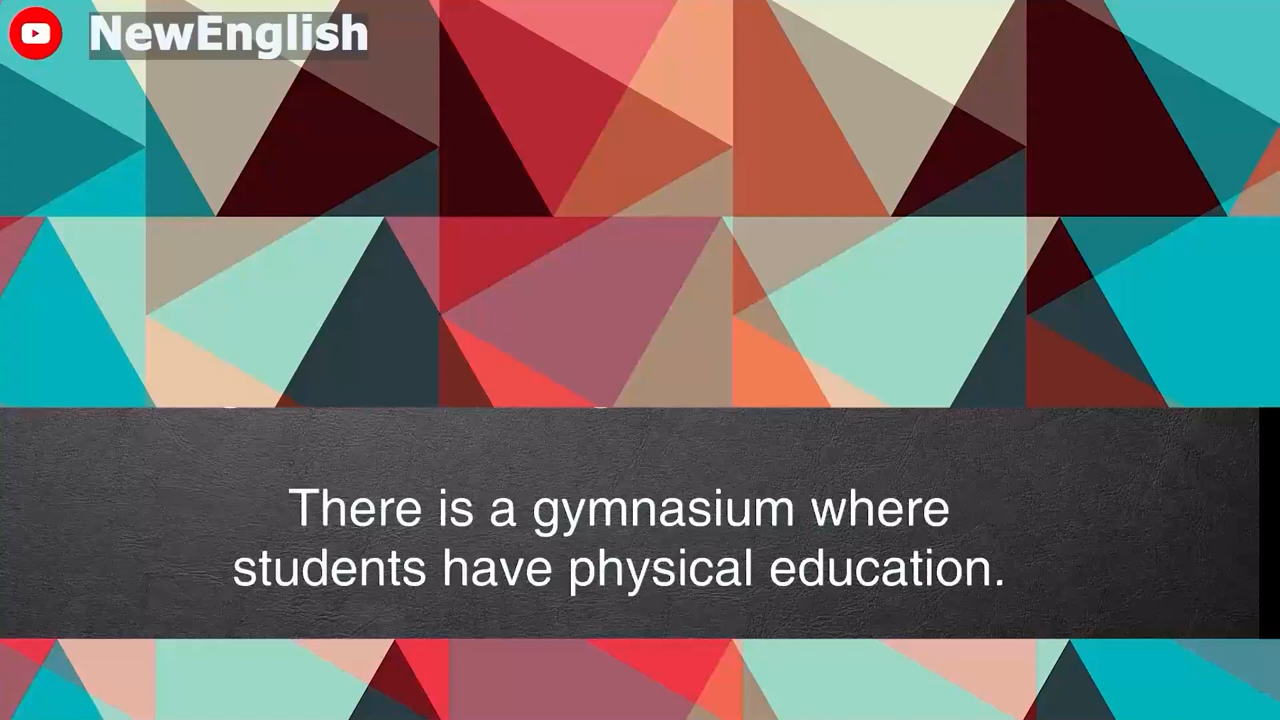 NewEnglish
There is a gymnasium where
students have physical education.